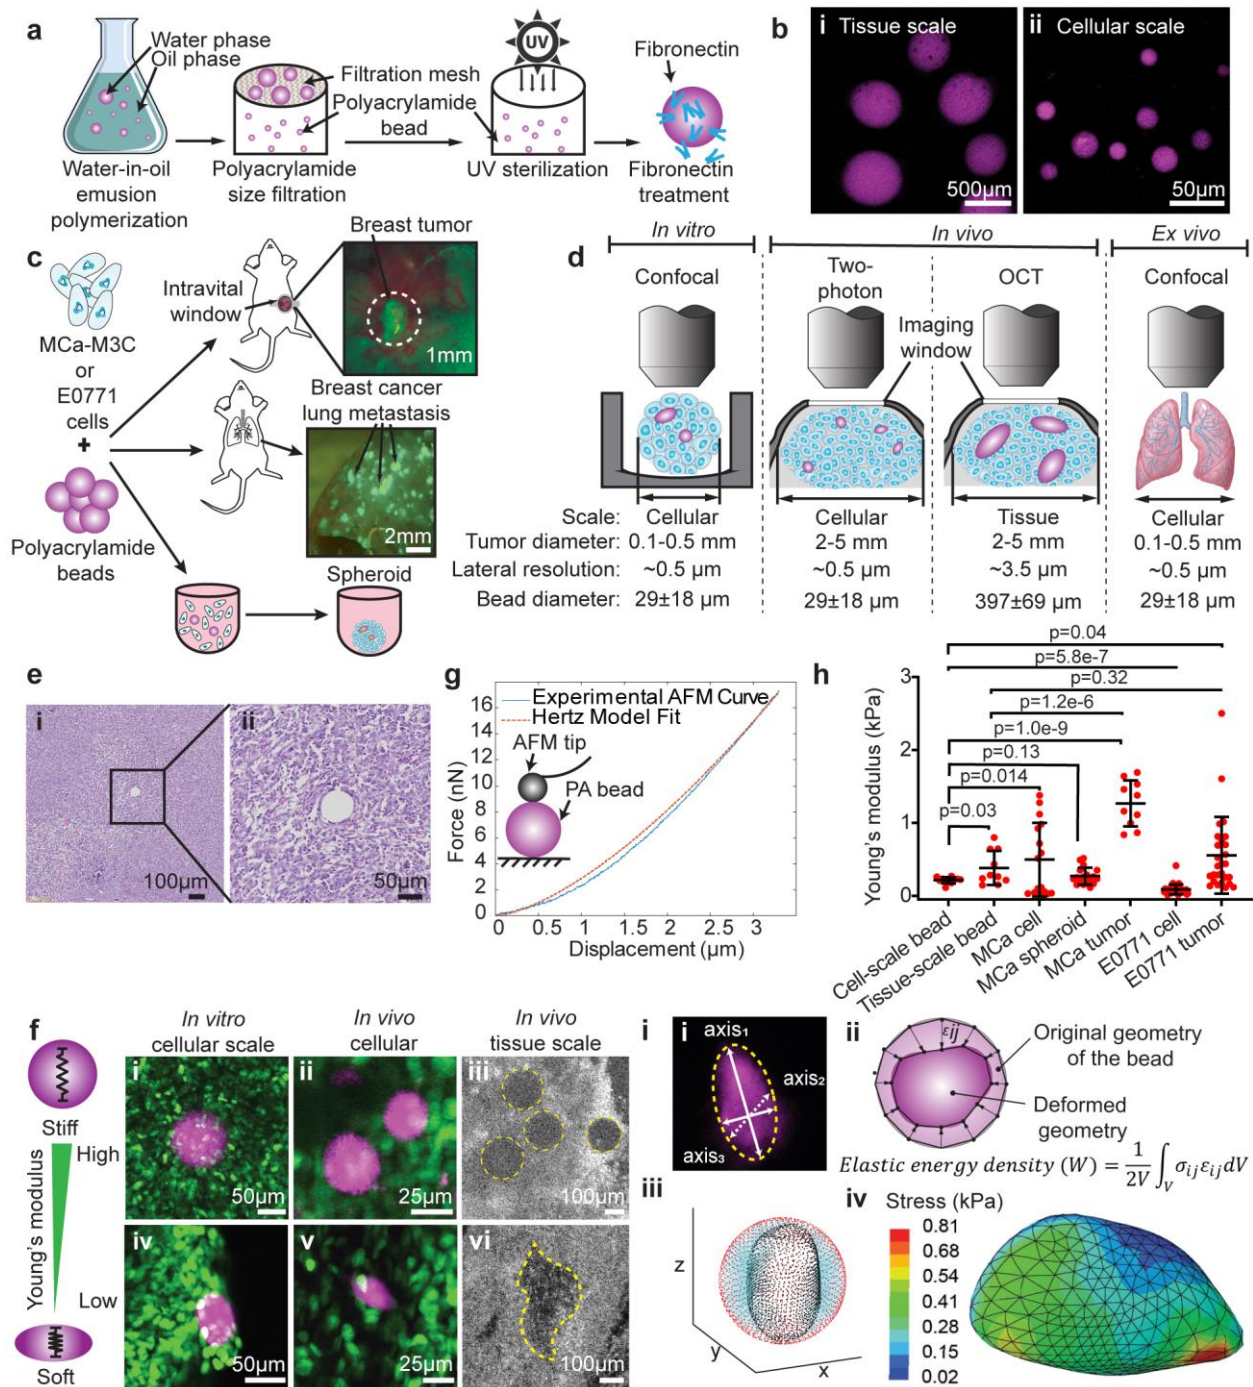 a
Water phase
Oil phase
Water-in-oil
emusion
polymerization
Filtration mesh
Polyacrylamide
bead
Polyacrylamide
size filtration
UV
UV sterilization
Fibronectin
Fibronectin
treatment
b
i Tissue scale
500µm
ii Cellular scale
50µm
c
MCa-M3C
or
E0771
cells
+
Polyacrylamide
beads
Intravital
window
Breast tumor
1mm
Breast cancer
lung metastasis
2mm
Spheroid
d
In vitro
In vivo
Ex vivo
Confocal
Two-
photon
OCT
Confocal
Imaging
window
Scale: Cellular Cellular Tissue Cellular
Tumor diameter: 0.1-0.5 mm 2-5 mm 2-5 mm 0.1-0.5 mm
Lateral resolution: ~0.5 µm ~0.5 µm ~3.5 µm ~0.5 µm
Bead diameter: 29±18 µm 29±18 µm 397±69 µm 29±18 µm
e
i
100µm
ii
50µm
g
Experimental AFM Curve
Hertz Model Fit
AFM tip
PA bead
Force (nN)
16
14
12
10
8
6
4
2
0
0 0.5 1 1.5 2 2.5 3
Displacement (µm)
h
p=0.04
p=5.8e-7
p=0.32
p=1.2e-6
p=1.0e-9
p=0.13
p=0.014
p=0.03
Young's modulus (kPa)
3
2
1
0
Cell-scale bead
Tissue-scale bead
MCa cell
MCa spheroid
MCa tumor
E0771 cell
E0771 tumor
f
In vitro
cellular scale
In vivo
cellular
In vivo
tissue scale
Stiff
High
Young's modulus
Low
Soft
i
50µm
ii
25µm
iii
100µm
iv
50µm
v
25µm
vi
100µm
i
i
axis₁
axis₂
axis₃
ii
εij
Original geometry
of the bead
Deformed
geometry
Elastic energy density (W) = 1/2V ∫V σijεijdV
iii
z
y
x
iv
Stress (kPa)
0.81
0.68
0.54
0.41
0.28
0.15
0.02